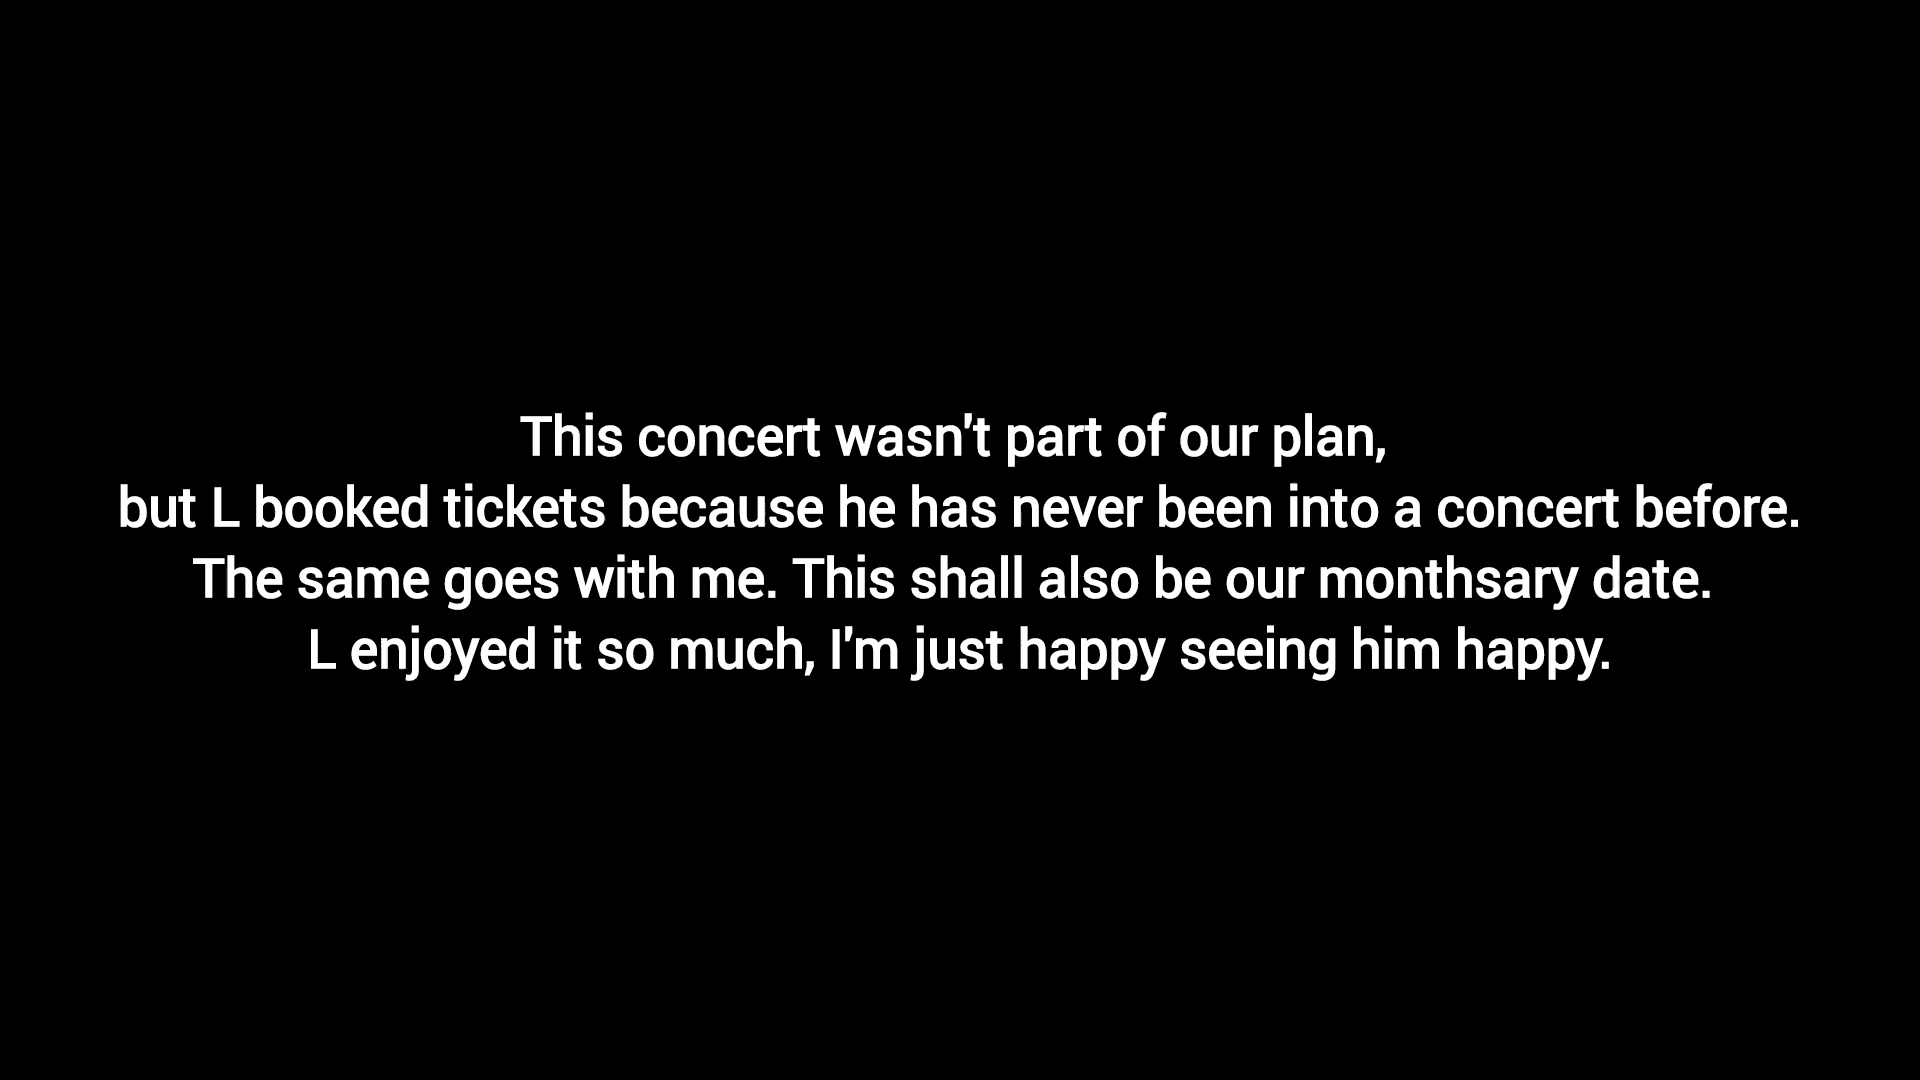 This concert wasn't part of our plan,
but L booked tickets because he has never been into a concert before.
The same goes with me. This shall also be our monthsary date.
L enjoyed it so much, I'm just happy seeing him happy.